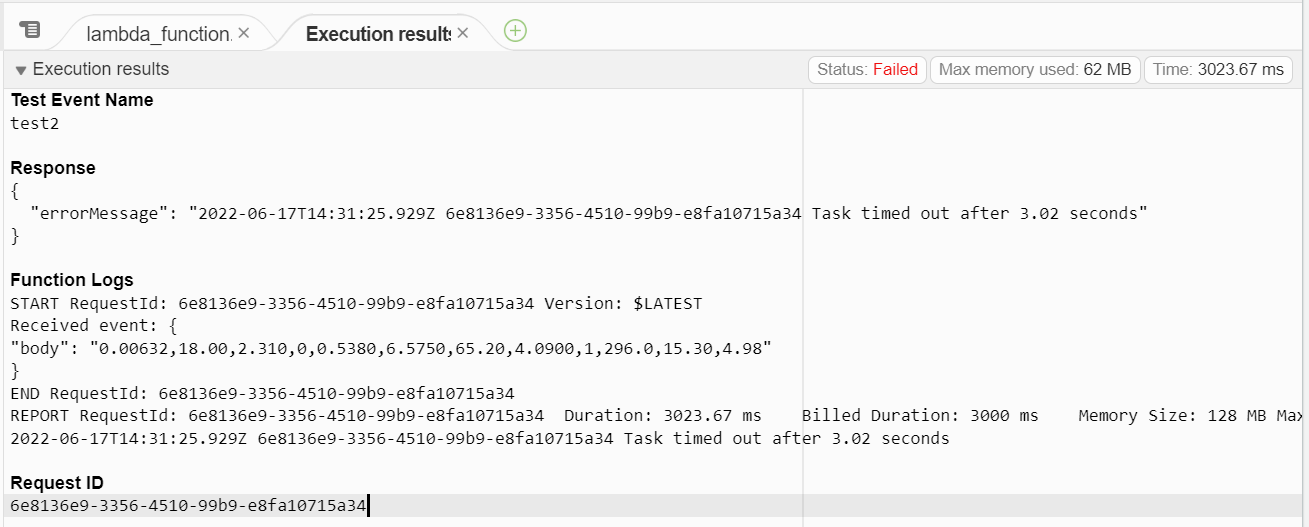 lambda_function.
Execution results
Execution results
Status: Failed Max memory used: 62 MB Time: 3023.67 ms
Test Event Name
test2
Response
{
"errorMessage": "2022-06-17T14:31:25.929Z 6e8136e9-3356-4510-99b9-e8fa10715a34 Task timed out after 3.02 seconds"
}
Function Logs
START RequestId: 6e8136e9-3356-4510-99b9-e8fa10715a34 Version: $LATEST
Received event: {
"body": "0.00632,18.00,2.310,0,0.5380,6.5750,65.20,4.0900,1,296.0,15.30,4.98"
}
END RequestId: 6e8136e9-3356-4510-99b9-e8fa10715a34
REPORT RequestId: 6e8136e9-3356-4510-99b9-e8fa10715a34 Duration: 3023.67 ms Billed Duration: 3000 ms Memory Size: 128 MB Max
2022-06-17T14:31:25.929Z 6e8136e9-3356-4510-99b9-e8fa10715a34 Task timed out after 3.02 seconds
Request ID
6e8136e9-3356-4510-99b9-e8fa10715a34